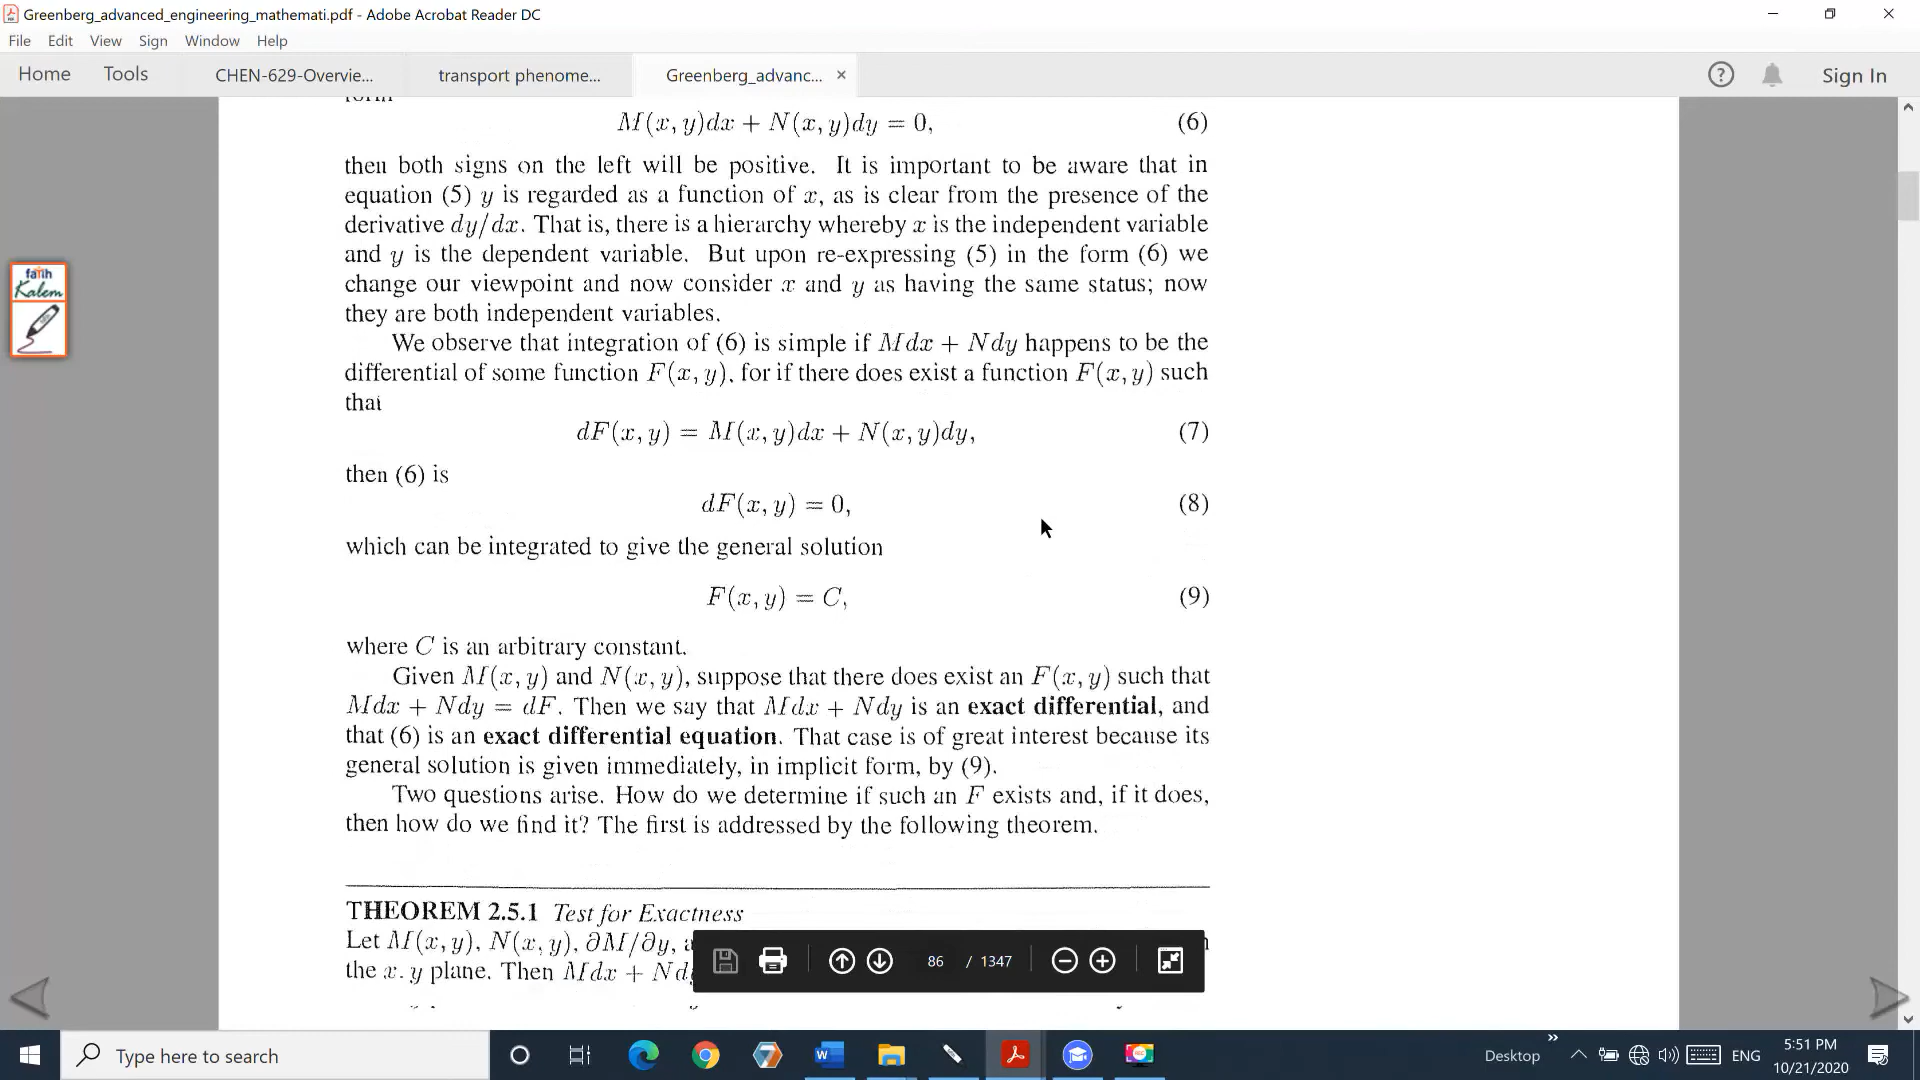 Greenberg_advanced_engineering_mathemati.pdf - Adobe Acrobat Reader DC
File Edit View Sign Window Help
Home Tools CHEN-629-Overvie... transport phenome... Greenberg_advanc... × ? Sign In
form
M(x, y)dx + N(x, y)dy = 0, (6)
then both signs on the left will be positive. It is important to be aware that in
equation (5) y is regarded as a function of x, as is clear from the presence of the
derivative dy/dx. That is, there is a hierarchy whereby x is the independent variable
and y is the dependent variable. But upon re-expressing (5) in the form (6) we
change our viewpoint and now consider x and y as having the same status; now
they are both independent variables.
We observe that integration of (6) is simple if Mdx + Ndy happens to be the
differential of some function F(x, y), for if there does exist a function F(x, y) such
that
dF(x, y) = M(x, y)dx + N(x, y)dy, (7)
then (6) is
dF(x, y) = 0, (8)
which can be integrated to give the general solution
F(x, y) = C, (9)
where C is an arbitrary constant.
Given M(x, y) and N(x, y), suppose that there does exist an F(x, y) such that
Mdx + Ndy = dF. Then we say that Mdx + Ndy is an exact differential, and
that (6) is an exact differential equation. That case is of great interest because its
general solution is given immediately, in implicit form, by (9).
Two questions arise. How do we determine if such an F exists and, if it does,
then how do we find it? The first is addressed by the following theorem.
THEOREM 2.5.1 Test for Exactness
Let M(x, y), N(x, y), ∂M/∂y,
the x, y plane. Then Mdx + Ndy
fatih
Kalem
86 / 1347
Type here to search
Desktop ENG
5:51 PM
10/21/2020